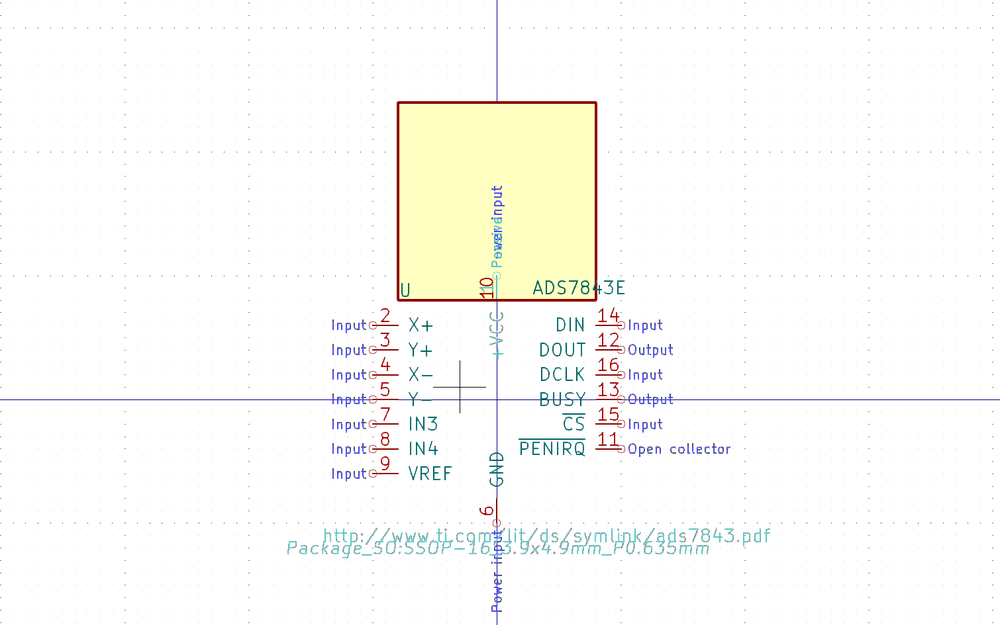 Power input
10
U
ADS7843E
+VCC
Input 2 X+
DIN 14 Input
Input 3 Y+
DOUT 12 Output
Input 4 X-
DCLK 16 Input
Input 5 Y-
BUSY 13 Output
Input 7 IN3
CS 15 Input
Input 8 IN4
PENIRQ 11 Open collector
Input 9 VREF
GND
6
http://www.ti.com/lit/ds/symlink/ads7843.pdf
Package_SO:SSOP-16_3.9x4.9mm_P0.635mm
Power input